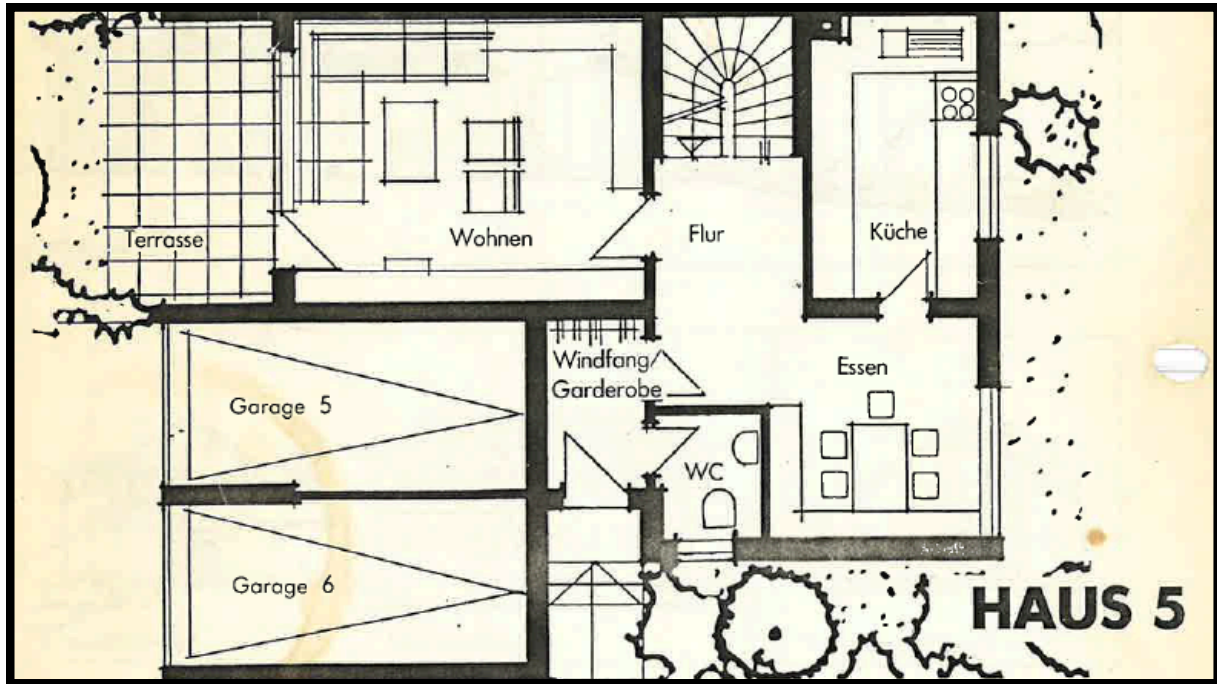 Terrasse
Wohnen
Flur
Küche
Windfang
Garderobe
Essen
Garage 5
WC
Garage 6
HAUS 5